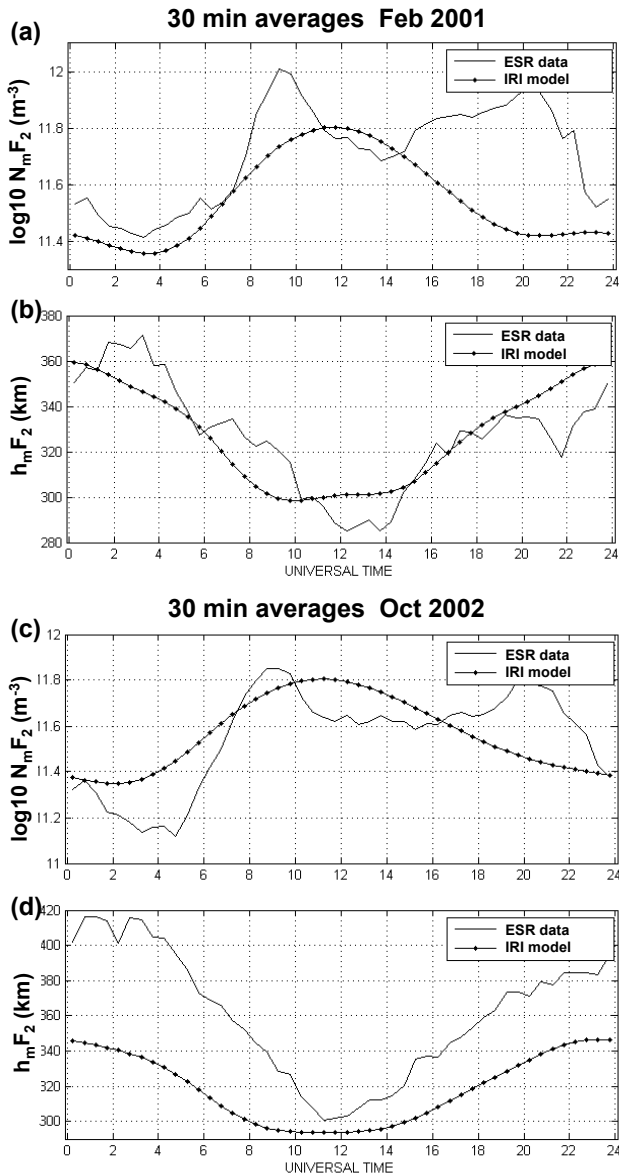 30 min averages Feb 2001
(a)
log10 NmF2 (m-3)
12
11.8
11.6
11.4
ESR data
IRI model
0 2 4 6 8 10 12 14 16 18 20 22 24
(b)
hmF2 (km)
380
360
340
320
300
280
ESR data
IRI model
0 2 4 6 8 10 12 14 16 18 20 22 24
UNIVERSAL TIME
30 min averages Oct 2002
(c)
log10 NmF2 (m-3)
12
11.8
11.6
11.4
11.2
11
ESR data
IRI model
0 2 4 6 8 10 12 14 16 18 20 22 24
(d)
hmF2 (km)
420
400
380
360
340
320
300
ESR data
IRI model
0 2 4 6 8 10 12 14 16 18 20 22 24
UNIVERSAL TIME